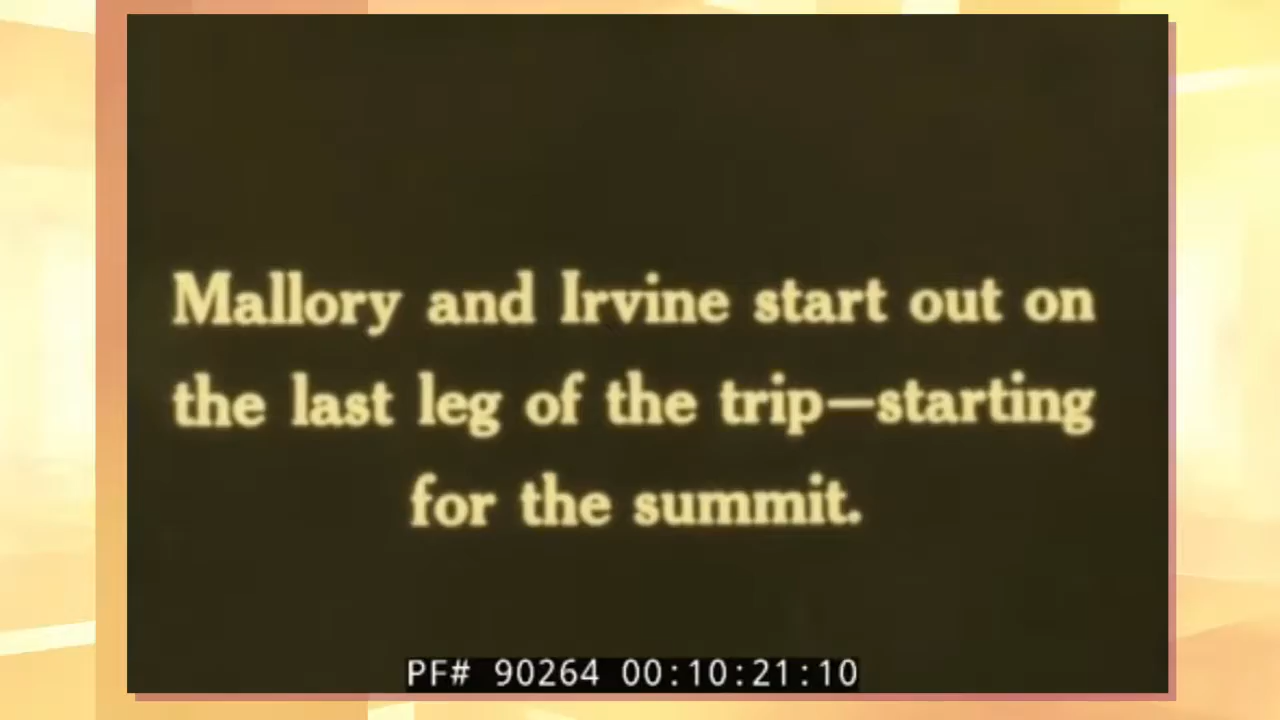 Mallory and Irvine start out on
the last leg of the trip—starting
for the summit.
PF# 90264 00:10:21:10